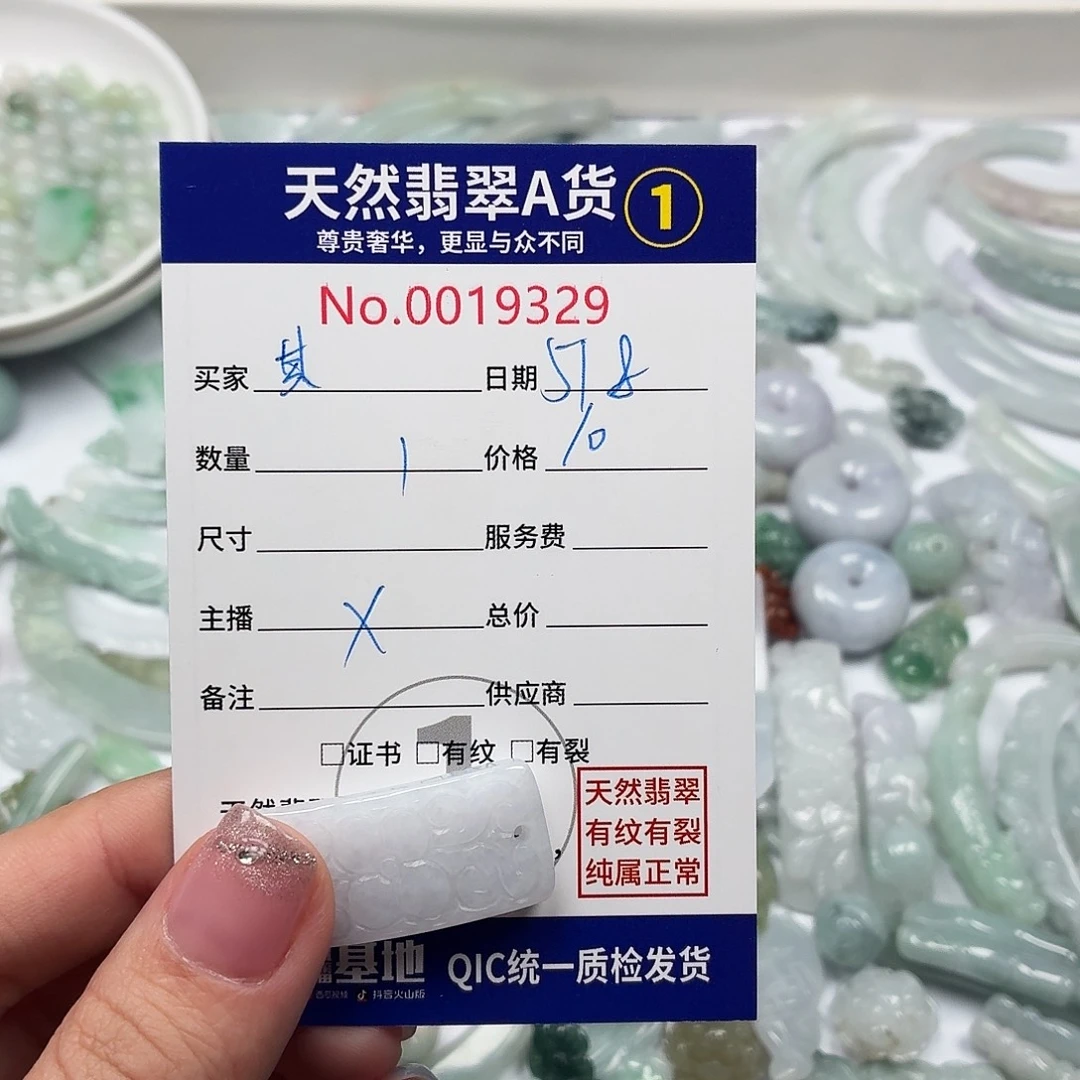 天然翡翠A货 1
尊贵奢华，更显与众不同
No.0019329
买家 其 日期
数量 1 价格 10
尺寸 服务费
主播 X 总价
备注 供应商
1
□证书 □有纹 □有裂
天然翡翠
有纹有裂
纯属正常
基地 QIC统一质检发货
抖音火山版